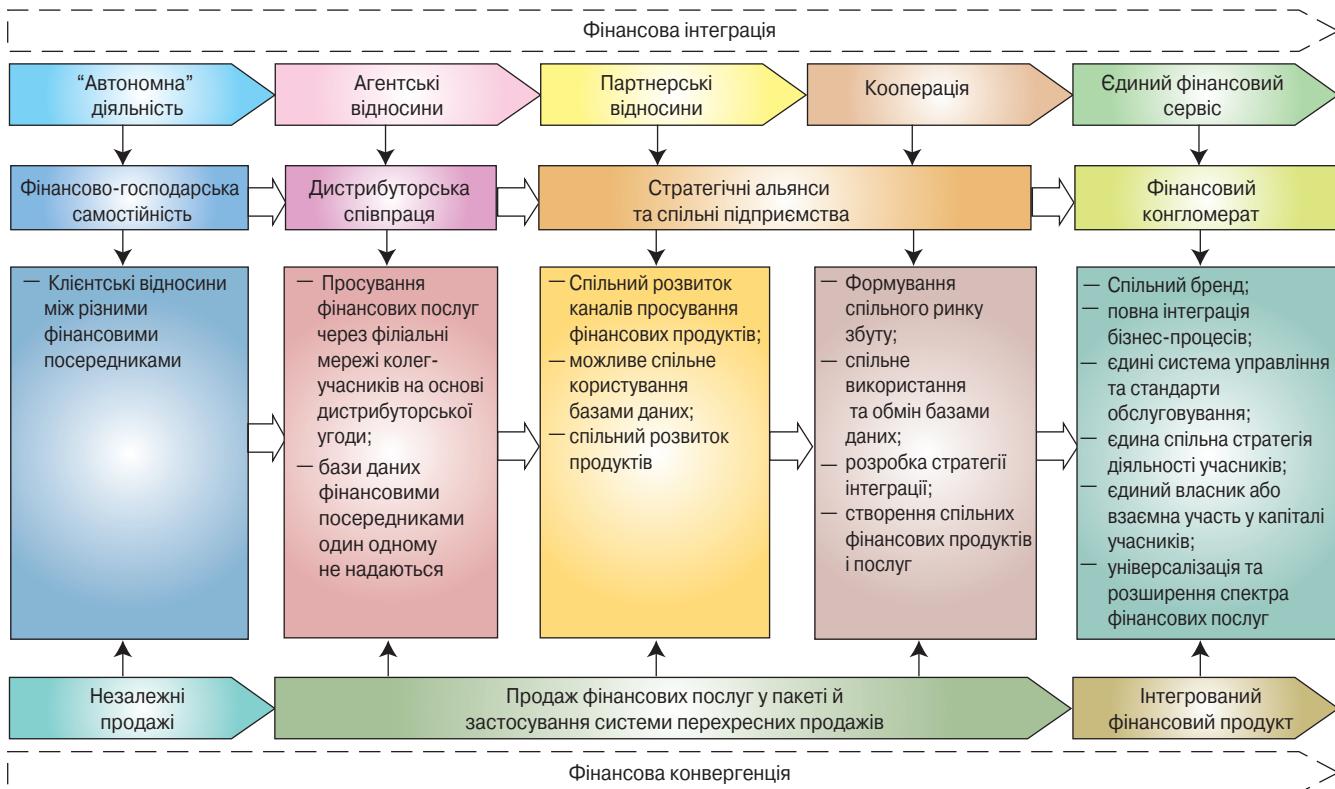 Фінансова інтеграція
“Автономна”
діяльність
Агентські
відносини
Партнерські
відносини
Кооперація
Єдиний фінансовий
сервіс
Фінансово-господарська
самостійність
Дистрибуторська
співпраця
Стратегічні альянси
та спільні підприємства
Фінансовий
конгломерат
— Клієнтські відносини
між різними
фінансовими
посередниками
— Просування
фінансових послуг
через філіальні
мережі колег-
учасників на основі
дистрибуторської
угоди;
— бази даних
фінансовими
посередниками
один одному
не надаються
— Спільний розвиток
каналів просування
фінансових продуктів;
— можливе спільне
користування
базами даних;
— спільний розвиток
продуктів
— Формування
спільного ринку
збуту;
— спільне
використання
та обмін базами
даних;
— розробка стратегії
інтеграції;
— створення спільних
фінансових продуктів
і послуг
— Спільний бренд;
— повна інтеграція
бізнес-процесів;
— єдині система управління
та стандарти
обслуговування;
— єдина спільна стратегія
діяльності учасників;
— єдиний власник або
взаємна участь у капіталі
учасників;
— універсалізація та
розширення спектра
фінансових послуг
Незалежні
продажі
Продаж фінансових послуг у пакеті й
застосування системи перехресних продажів
Інтегрований
фінансовий продукт
Фінансова конвергенція